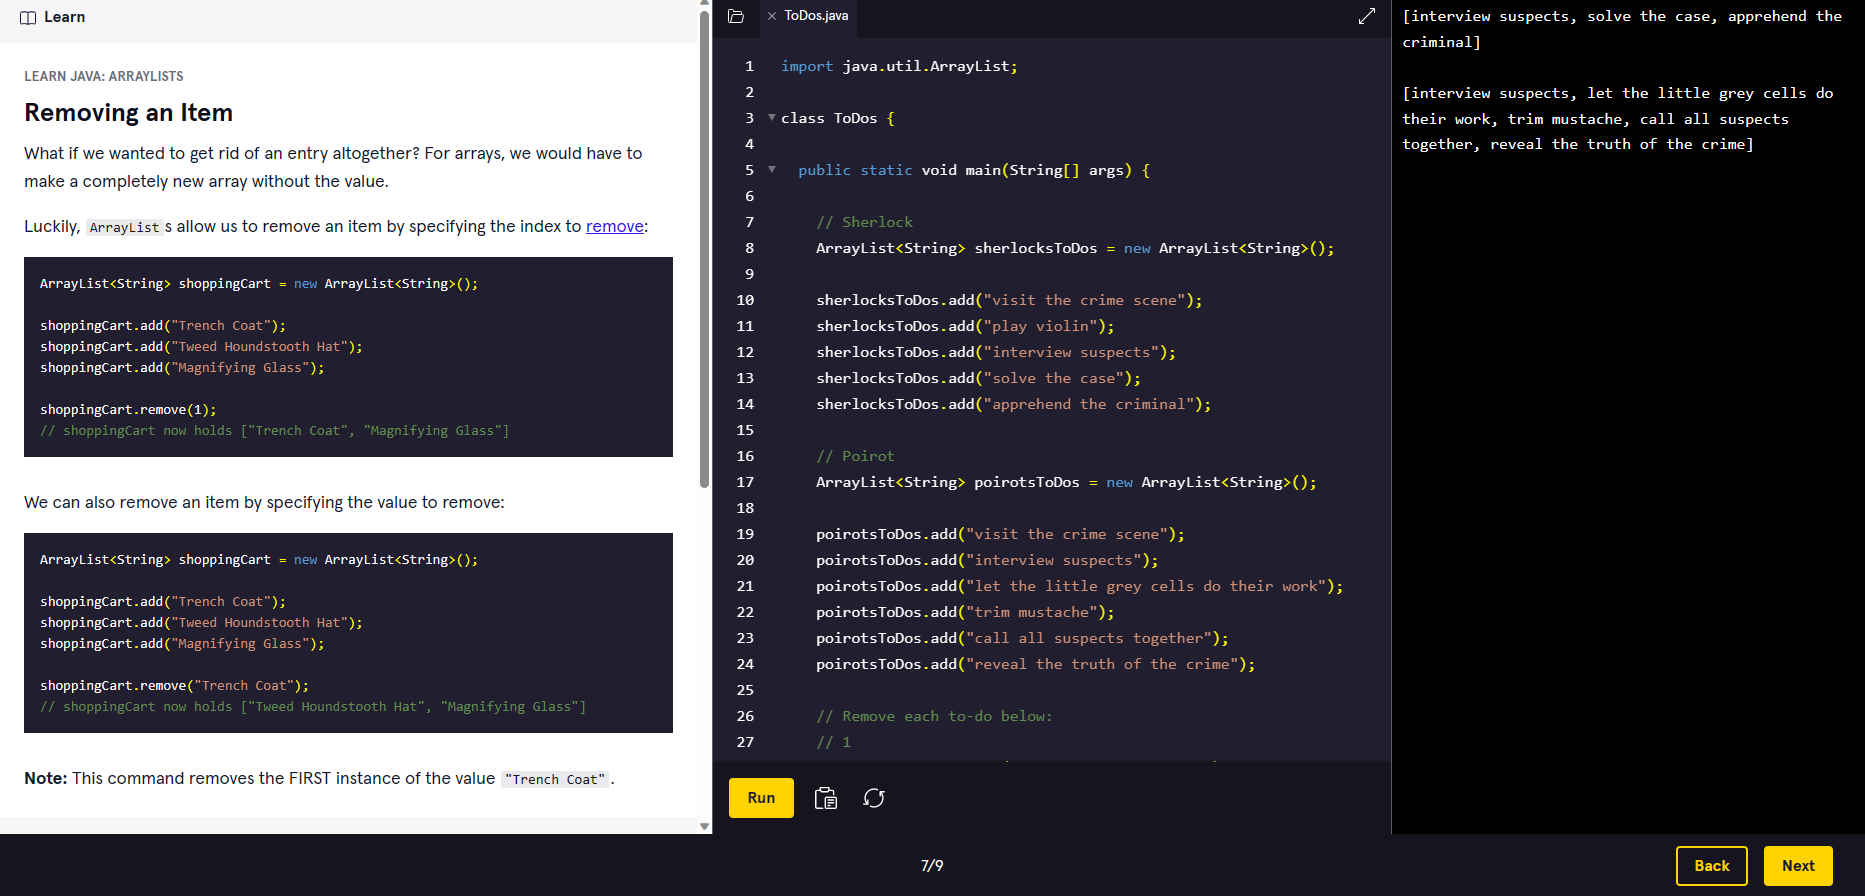 Learn
LEARN JAVA: ARRAYLISTS
Removing an Item
What if we wanted to get rid of an entry altogether? For arrays, we would have to
make a completely new array without the value.
Luckily, ArrayLists allow us to remove an item by specifying the index to remove:
ArrayList<String> shoppingCart = new ArrayList<String>();
shoppingCart.add("Trench Coat");
shoppingCart.add("Tweed Houndstooth Hat");
shoppingCart.add("Magnifying Glass");
shoppingCart.remove(1);
// shoppingCart now holds ["Trench Coat", "Magnifying Glass"]
We can also remove an item by specifying the value to remove:
ArrayList<String> shoppingCart = new ArrayList<String>();
shoppingCart.add("Trench Coat");
shoppingCart.add("Tweed Houndstooth Hat");
shoppingCart.add("Magnifying Glass");
shoppingCart.remove("Trench Coat");
// shoppingCart now holds ["Tweed Houndstooth Hat", "Magnifying Glass"]
Note: This command removes the FIRST instance of the value "Trench Coat".
ToDos.java
1 import java.util.ArrayList;
2
3 class ToDos {
4
5 public static void main(String[] args) {
6
7 // Sherlock
8 ArrayList<String> sherlocksToDos = new ArrayList<String>();
9
10 sherlocksToDos.add("visit the crime scene");
11 sherlocksToDos.add("play violin");
12 sherlocksToDos.add("interview suspects");
13 sherlocksToDos.add("solve the case");
14 sherlocksToDos.add("apprehend the criminal");
15
16 // Poirot
17 ArrayList<String> poirotsToDos = new ArrayList<String>();
18
19 poirotsToDos.add("visit the crime scene");
20 poirotsToDos.add("interview suspects");
21 poirotsToDos.add("let the little grey cells do their work");
22 poirotsToDos.add("trim mustache");
23 poirotsToDos.add("call all suspects together");
24 poirotsToDos.add("reveal the truth of the crime");
25
26 // Remove each to-do below:
27 // 1
Run
[interview suspects, solve the case, apprehend the
criminal]
[interview suspects, let the little grey cells do
their work, trim mustache, call all suspects
together, reveal the truth of the crime]
7/9
Back
Next